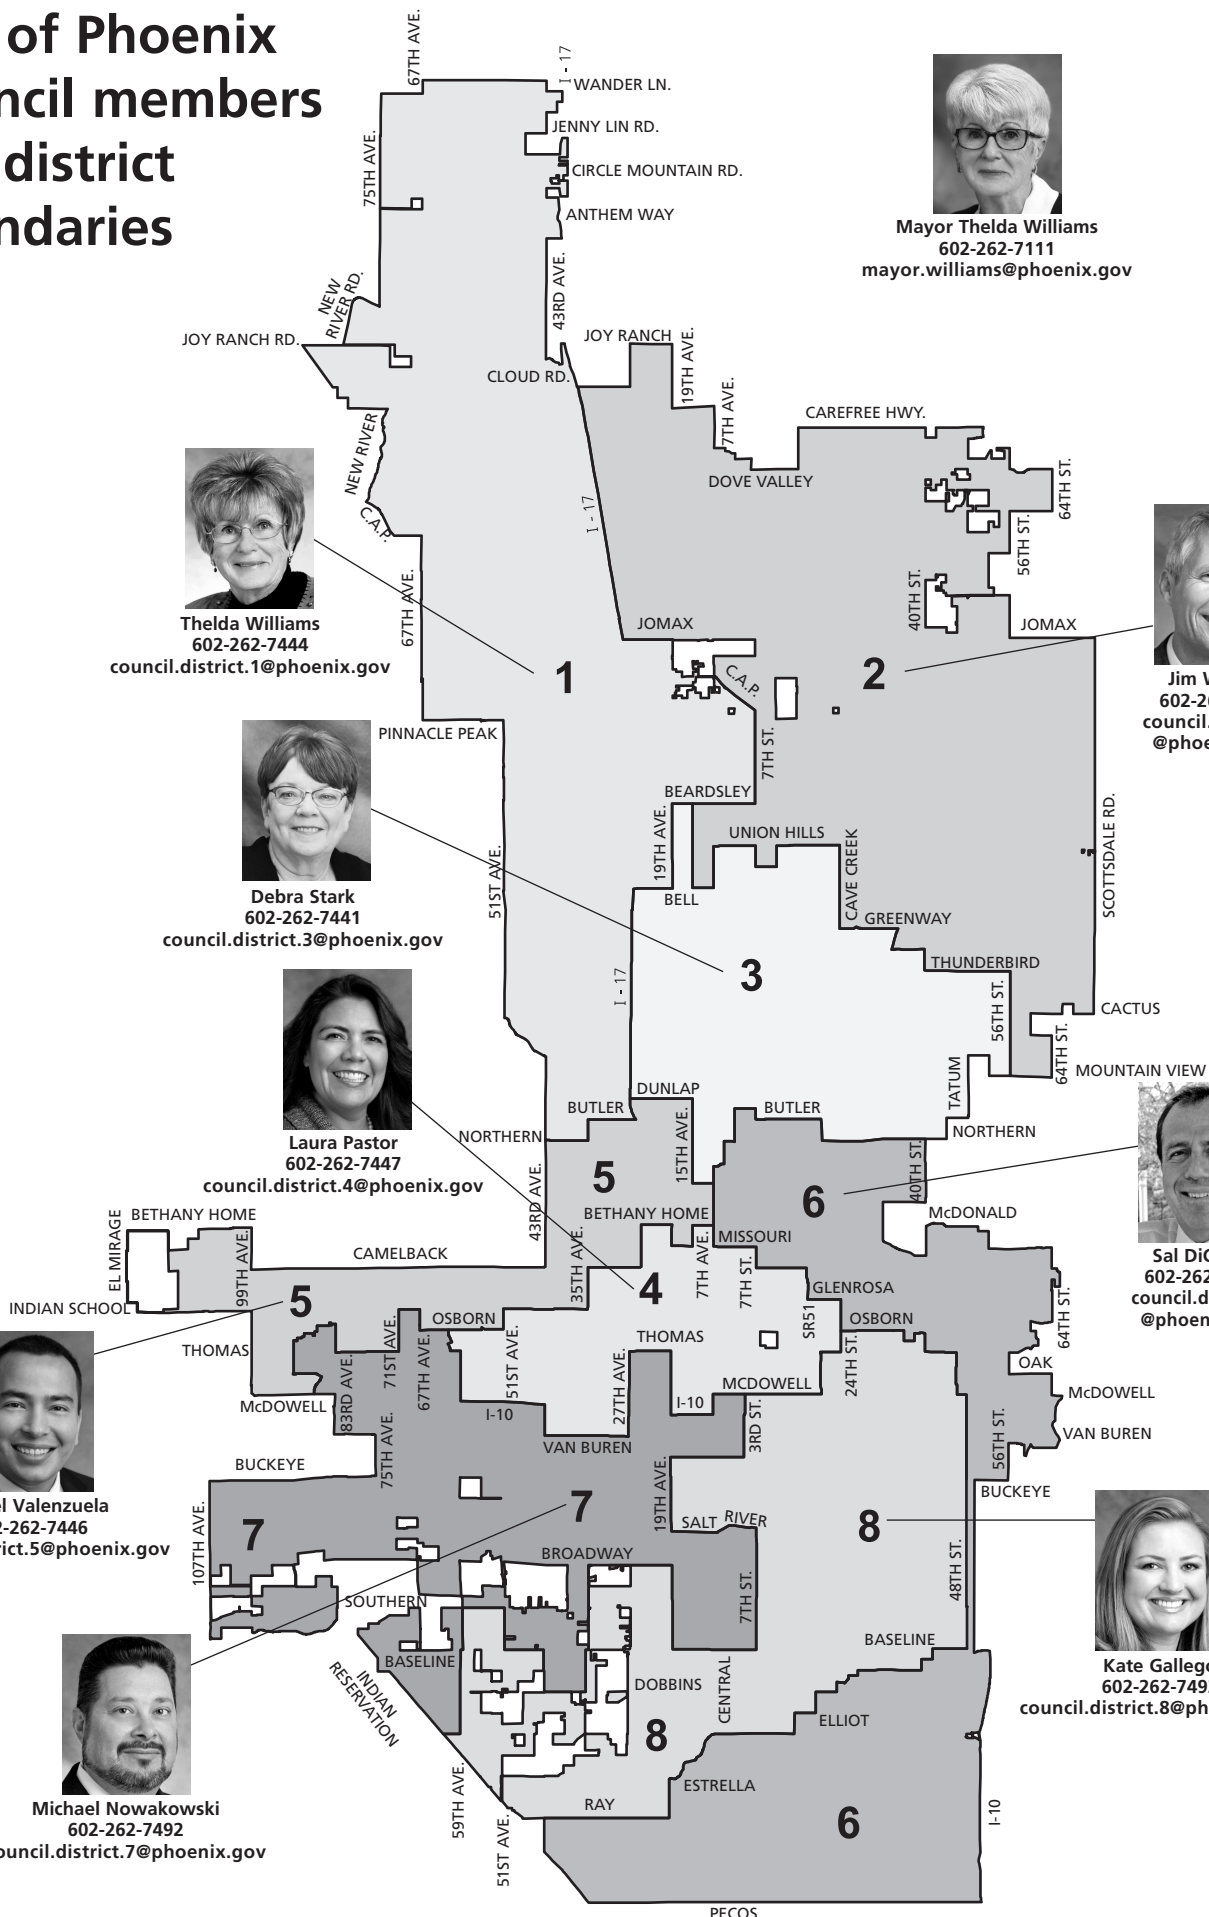 of Phoenix
ncil members
district
ndaries
Mayor Thelda Williams
602-262-7111
mayor.williams@phoenix.gov
67TH AVE.
I - 17
WANDER LN.
JENNY LIN RD.
75TH AVE.
CIRCLE MOUNTAIN RD.
ANTHEM WAY
43RD AVE.
NEW
RIVER RD.
JOY RANCH RD.
JOY RANCH
19TH AVE.
CLOUD RD.
7TH AVE.
CAREFREE HWY.
NEW RIVER
DOVE VALLEY
64TH ST.
C.A.P.
I - 17
56TH ST.
67TH AVE.
40TH ST.
Thelda Williams
602-262-7444
council.district.1@phoenix.gov
JOMAX
JOMAX
1
2
C.A.P.
Jim W
602-26
council.
@phoe
PINNACLE PEAK
7TH ST.
BEARDSLEY
19TH AVE.
UNION HILLS
CAVE CREEK
SCOTTSDALE RD.
51ST AVE.
BELL
Debra Stark
602-262-7441
council.district.3@phoenix.gov
GREENWAY
THUNDERBIRD
3
I - 17
56TH ST.
CACTUS
64TH ST.
MOUNTAIN VIEW
TATUM
DUNLAP
BUTLER
BUTLER
NORTHERN
NORTHERN
15TH AVE.
Laura Pastor
602-262-7447
council.district.4@phoenix.gov
5
6
40TH ST.
43RD AVE.
EL MIRAGE
BETHANY HOME
BETHANY HOME
McDONALD
99TH AVE.
CAMELBACK
35TH AVE.
7TH AVE.
MISSOURI
7TH ST.
4
GLENROSA
Sal DiC
602-262
council.d
@phoen
INDIAN SCHOOL
5
OSBORN
SR51
OSBORN
64TH ST.
THOMAS
71ST AVE.
67TH AVE.
51ST AVE.
THOMAS
24TH ST.
OAK
83RD AVE.
27TH AVE.
MCDOWELL
McDOWELL
McDOWELL
I-10
I-10
3RD ST.
VAN BUREN
VAN BUREN
75TH AVE.
56TH ST.
BUCKEYE
BUCKEYE
el Valenzuela
2-262-7446
rict.5@phoenix.gov
107TH AVE.
7
7
19TH AVE.
SALT RIVER
8
BROADWAY
48TH ST.
SOUTHERN
7TH ST.
BASELINE
BASELINE
INDIAN
RESERVATION
DOBBINS
CENTRAL
Kate Galleg
602-262-749
council.district.8@ph
8
ELLIOT
ESTRELLA
RAY
6
I-10
59TH AVE.
51ST AVE.
Michael Nowakowski
602-262-7492
ouncil.district.7@phoenix.gov
PECOS